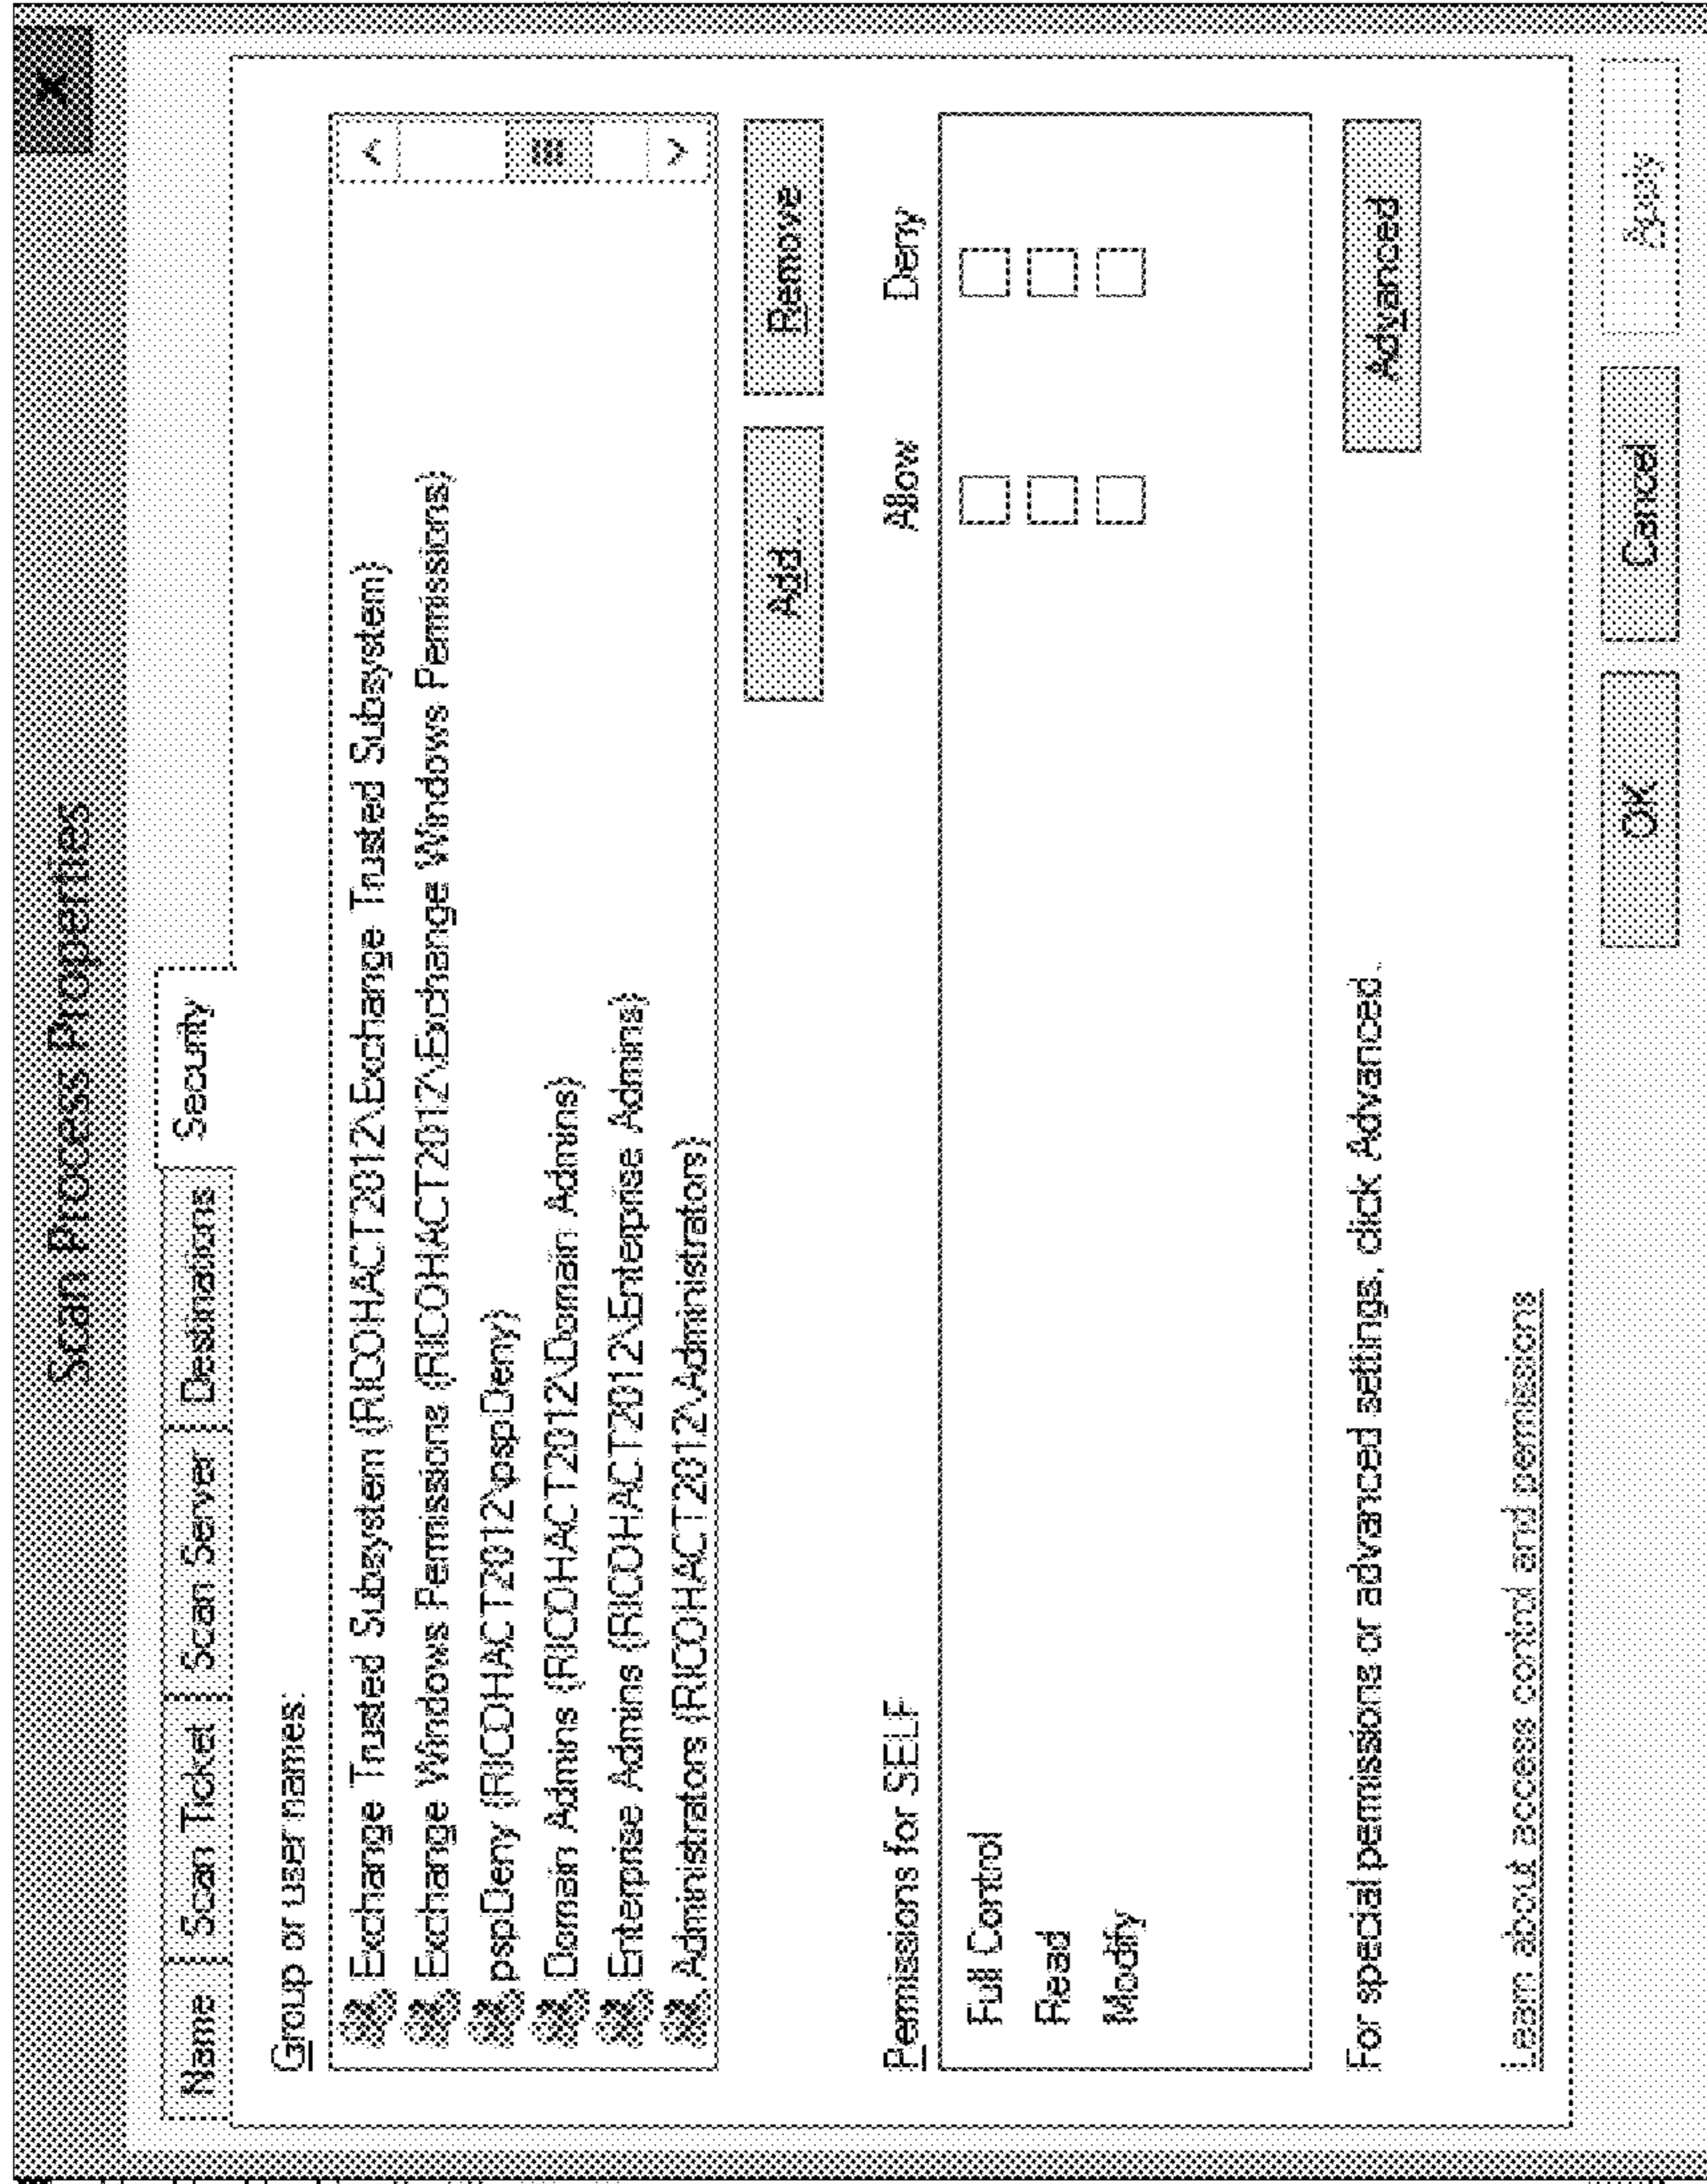 Scan Process Properties
Name Scan Ticket Scan Server Destinations Security
Group or user names:
Exchange Trusted Subsystem (RICOHACT2012\Exchange Trusted Subsystem)
Exchange Windows Permissions (RICOHACT2012\Exchange Windows Permissions)
pspDeny (RICOHACT2012\pspDeny)
Domain Admins (RICOHACT2012\Domain Admins)
Enterprise Admins (RICOHACT2012\Enterprise Admins)
Administrators (RICOHACT2012\Administrators)
Add... Remove
Permissions for SELF Allow Deny
Full Control
Read
Modify
For special permissions or advanced settings, click Advanced. Advanced
Learn about access control and permissions
OK Cancel Apply